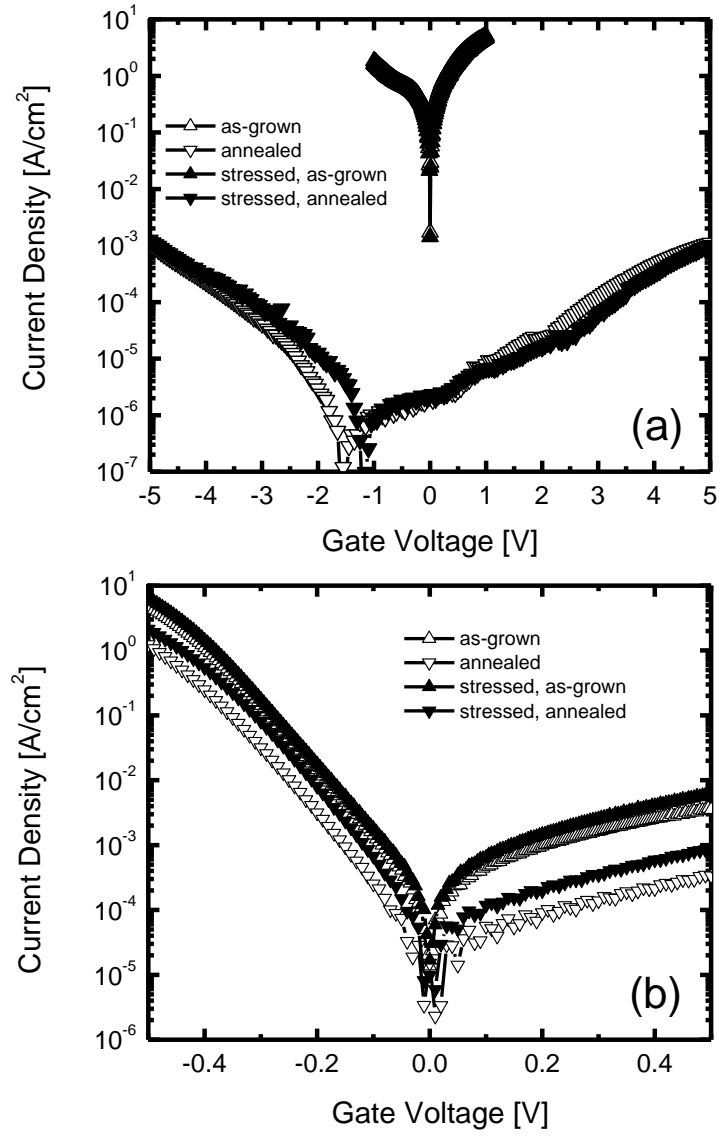 10^1
10^0
10^-1
10^-2
10^-3
10^-4
10^-5
10^-6
10^-7
Current Density [A/cm^2]
as-grown
annealed
stressed, as-grown
stressed, annealed
(a)
-5 -4 -3 -2 -1 0 1 2 3 4 5
Gate Voltage [V]
10^1
10^0
10^-1
10^-2
10^-3
10^-4
10^-5
10^-6
Current Density [A/cm^2]
as-grown
annealed
stressed, as-grown
stressed, annealed
(b)
-0.4 -0.2 0.0 0.2 0.4
Gate Voltage [V]